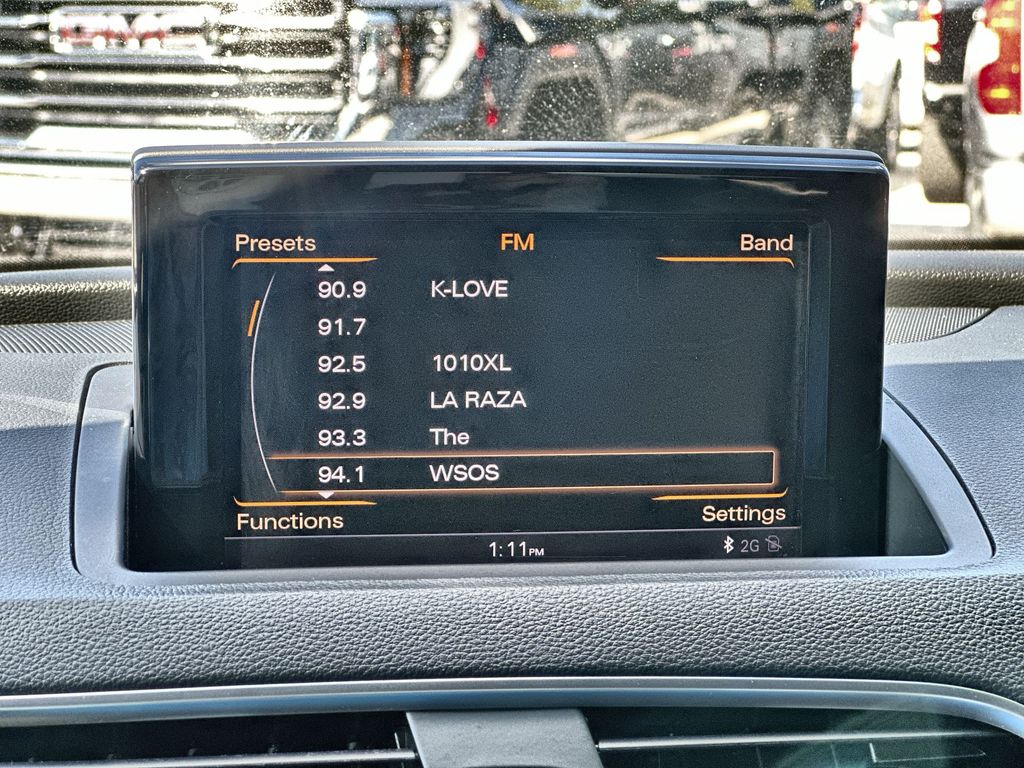 GMC
Presets FM Band
90.9 K-LOVE
91.7
92.5 1010XL
92.9 LA RAZA
93.3 The
94.1 WSOS
Functions Settings
1:11PM 2G